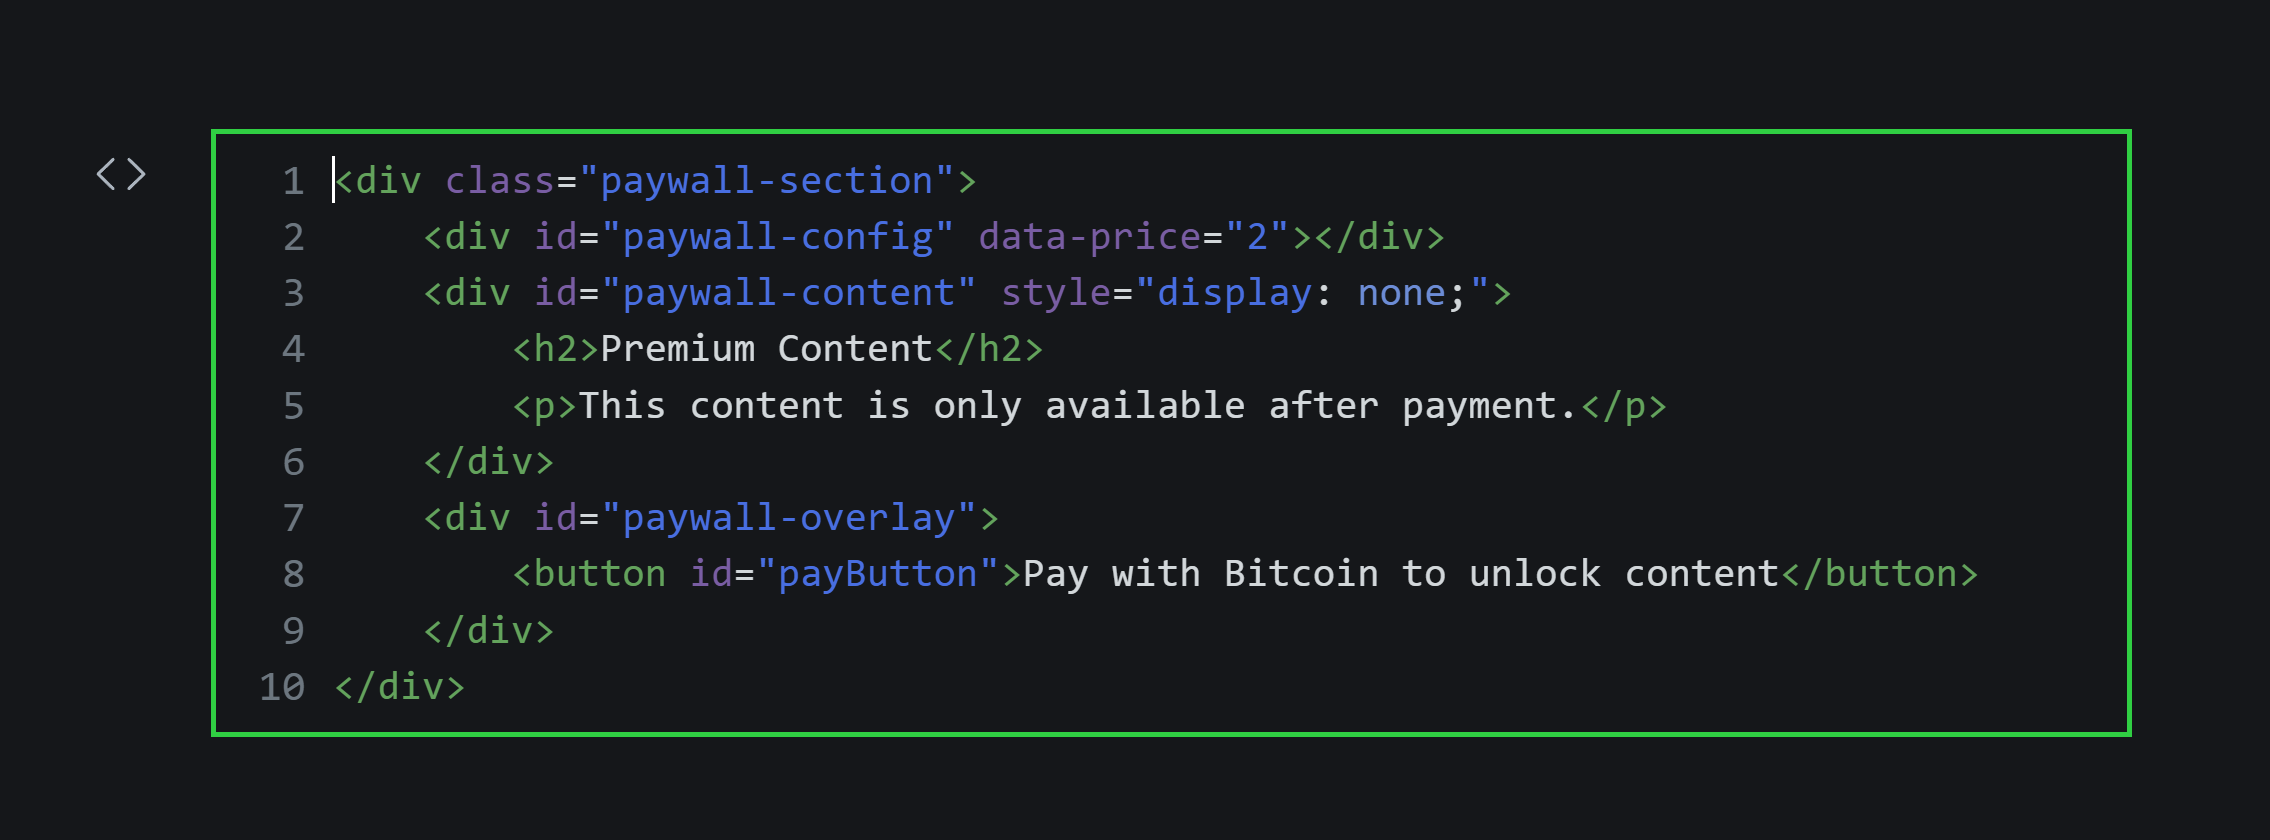 <>
1 <div class="paywall-section">
2     <div id="paywall-config" data-price="2"></div>
3     <div id="paywall-content" style="display: none;">
4         <h2>Premium Content</h2>
5         <p>This content is only available after payment.</p>
6     </div>
7     <div id="paywall-overlay">
8         <button id="payButton">Pay with Bitcoin to unlock content</button>
9     </div>
10 </div>